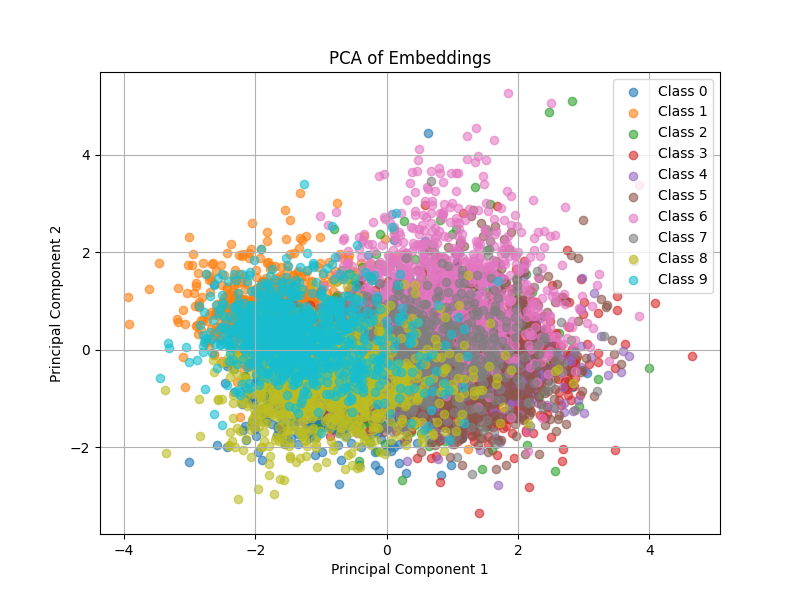 PCA of Embeddings
Class 0
Class 1
Class 2
Class 3
Class 4
Class 5
Class 6
Class 7
Class 8
Class 9
4
2
0
−2
Principal Component 2
−4
−2
0
2
4
Principal Component 1